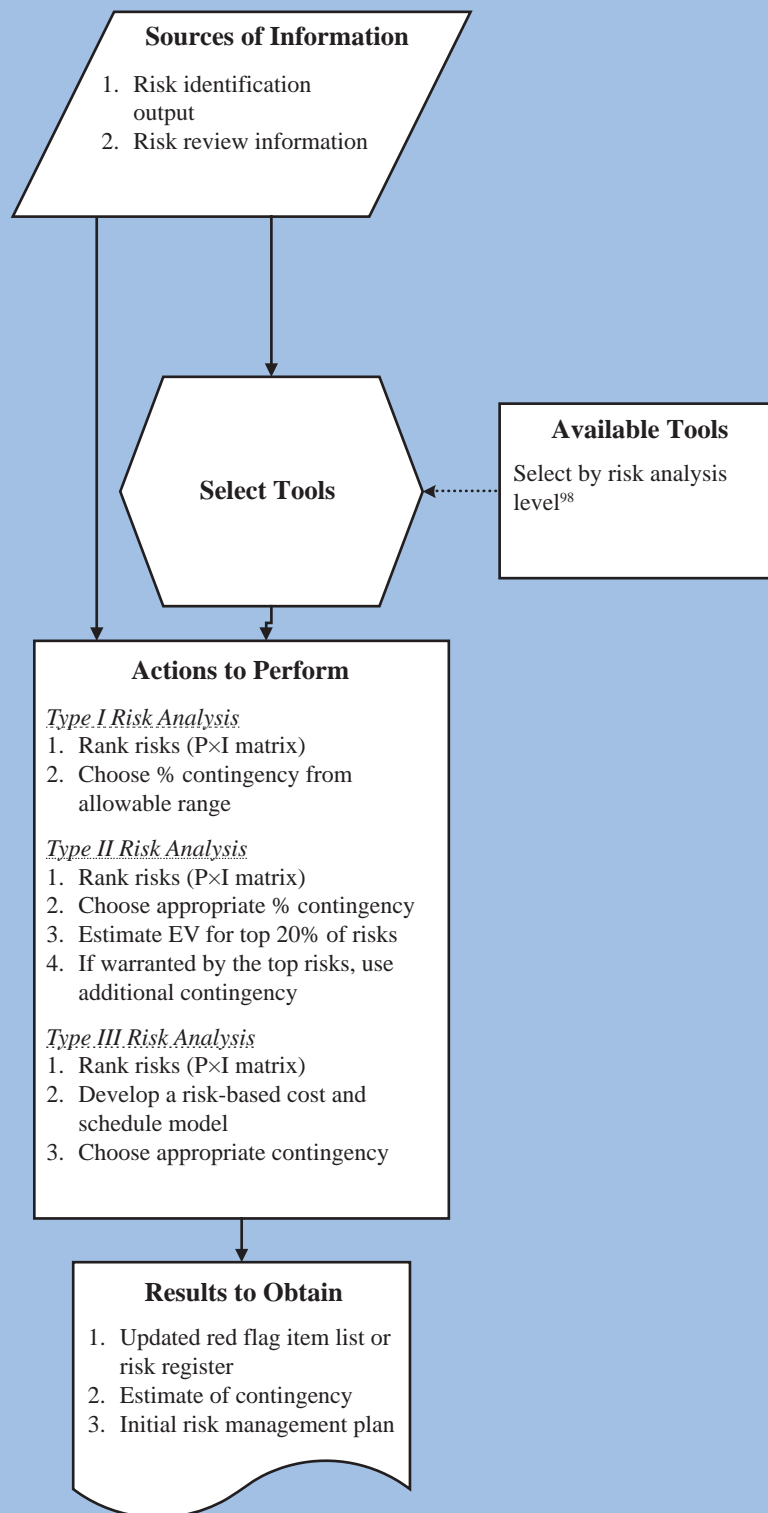 Sources of Information
1. Risk identification
output
2. Risk review information
Select Tools
Available Tools
Select by risk analysis
level98
Actions to Perform
Type I Risk Analysis
1. Rank risks (P×I matrix)
2. Choose % contingency from
allowable range
Type II Risk Analysis
1. Rank risks (P×I matrix)
2. Choose appropriate % contingency
3. Estimate EV for top 20% of risks
4. If warranted by the top risks, use
additional contingency
Type III Risk Analysis
1. Rank risks (P×I matrix)
2. Develop a risk-based cost and
schedule model
3. Choose appropriate contingency
Results to Obtain
1. Updated red flag item list or
risk register
2. Estimate of contingency
3. Initial risk management plan